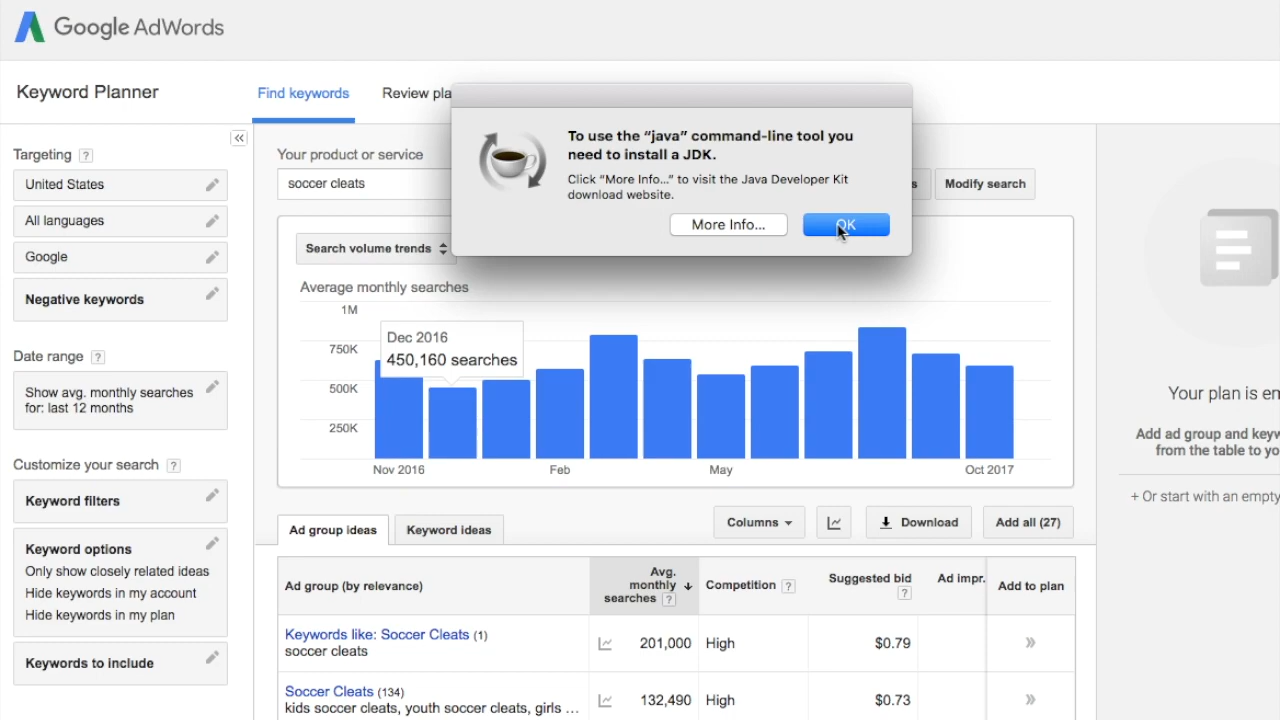 Google AdWords
Keyword Planner
Find keywords
Review pla
To use the “java” command-line tool you
need to install a JDK.
Click “More Info...” to visit the Java Developer Kit
download website.
More Info...
OK
Targeting ?
United States
All languages
Google
Negative keywords
Date range ?
Show avg. monthly searches
for: last 12 months
Customize your search ?
Keyword filters
Keyword options
Only show closely related ideas
Hide keywords in my account
Hide keywords in my plan
Keywords to include
Your product or service
soccer cleats
s
Modify search
Search volume trends
Average monthly searches
1M
750K
500K
250K
Dec 2016
450,160 searches
Nov 2016
Feb
May
Oct 2017
Ad group ideas
Keyword ideas
Columns
Download
Add all (27)
Ad group (by relevance)
Avg.
monthly
searches ?
Competition ?
Suggested bid
?
Ad impr.
Add to plan
Keywords like: Soccer Cleats (1)
soccer cleats
201,000
High
$0.79
»
Soccer Cleats (134)
kids soccer cleats, youth soccer cleats, girls ...
132,490
High
$0.73
»
Your plan is em
Add ad group and keyw
from the table to yo
+ Or start with an empty